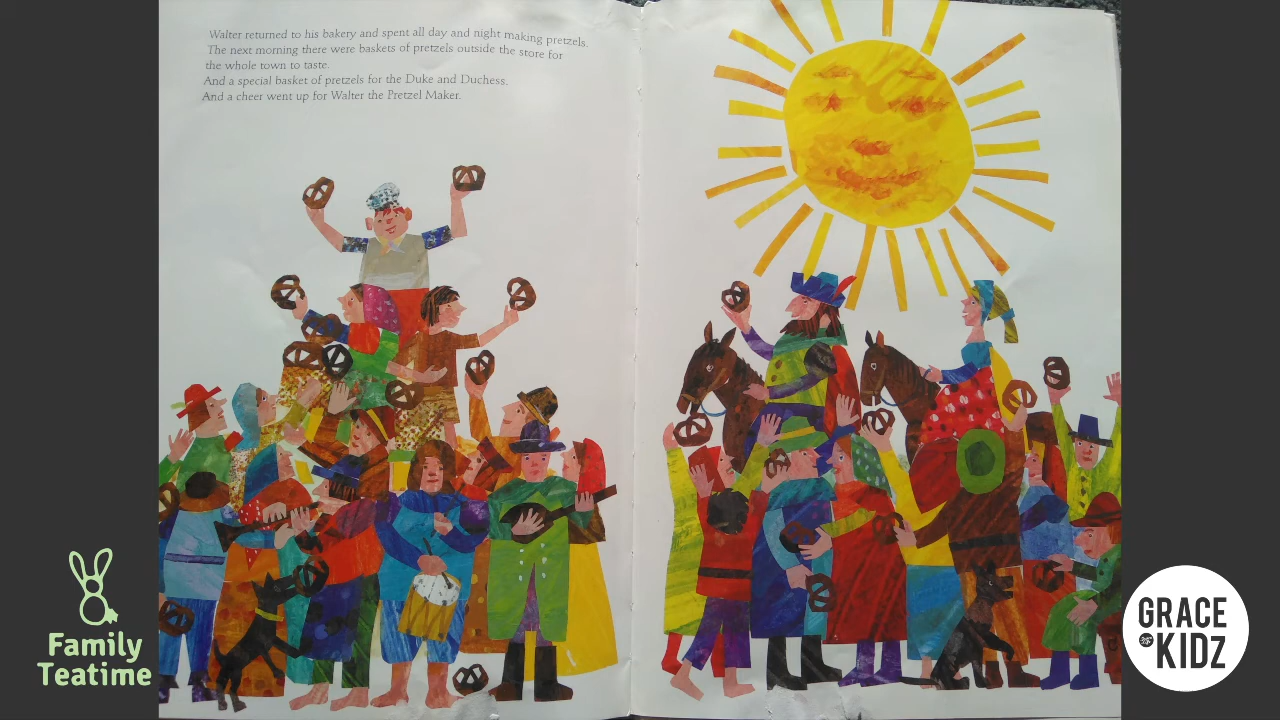 Walter returned to his bakery and spent all day and night making pretzels.
The next morning there were baskets of pretzels outside the store for
the whole town to taste.
And a special basket of pretzels for the Duke and Duchess.
And a cheer went up for Walter the Pretzel Maker.
Family
Teatime
GRACE
KIDZ